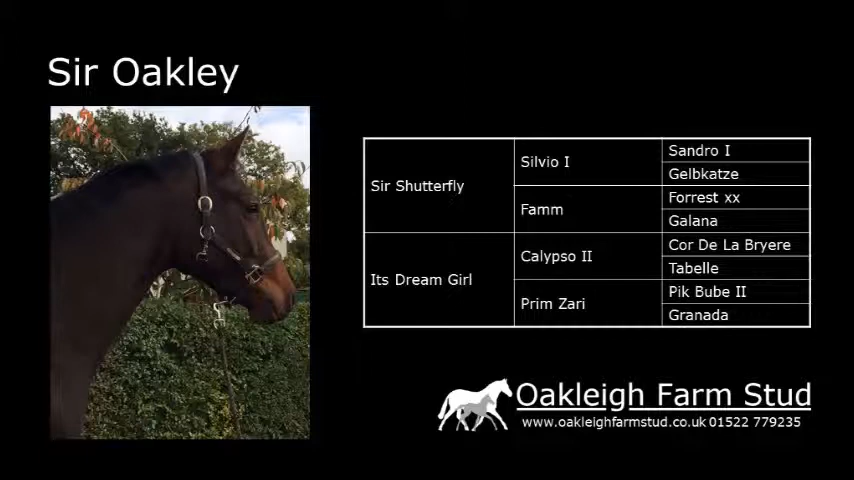 Sir Oakley
Sir Shutterfly
Silvio I
Sandro I
Gelbkatze
Famm
Forrest xx
Galana
Its Dream Girl
Calypso II
Cor De La Bryere
Tabelle
Prim Zari
Pik Bube II
Granada
Oakleigh Farm Stud
www.oakleighfarmstud.co.uk 01522 779235